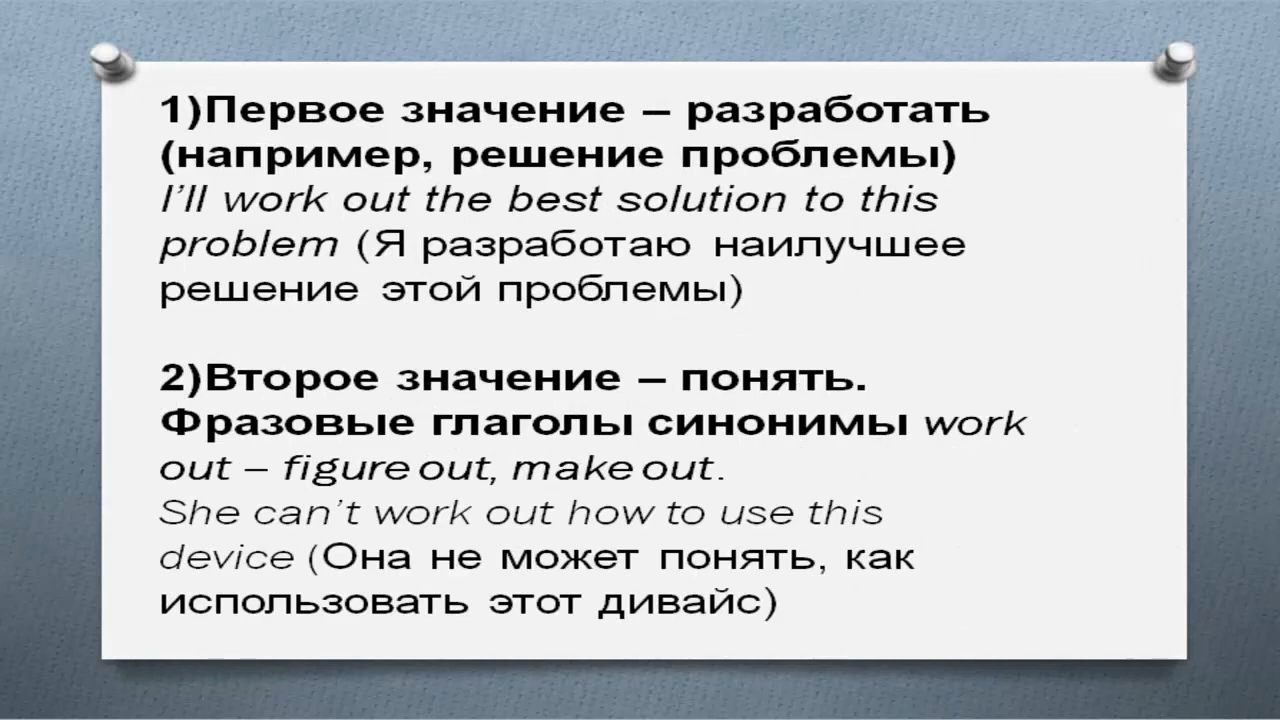 1)Первое значение – разработать
(например, решение проблемы)
I’ll work out the best solution to this
problem (Я разработаю наилучшее
решение этой проблемы)
2)Второе значение – понять.
Фразовые глаголы синонимы work
out – figure out, make out.
She can’t work out how to use this
device (Она не может понять, как
использовать этот дивайс)